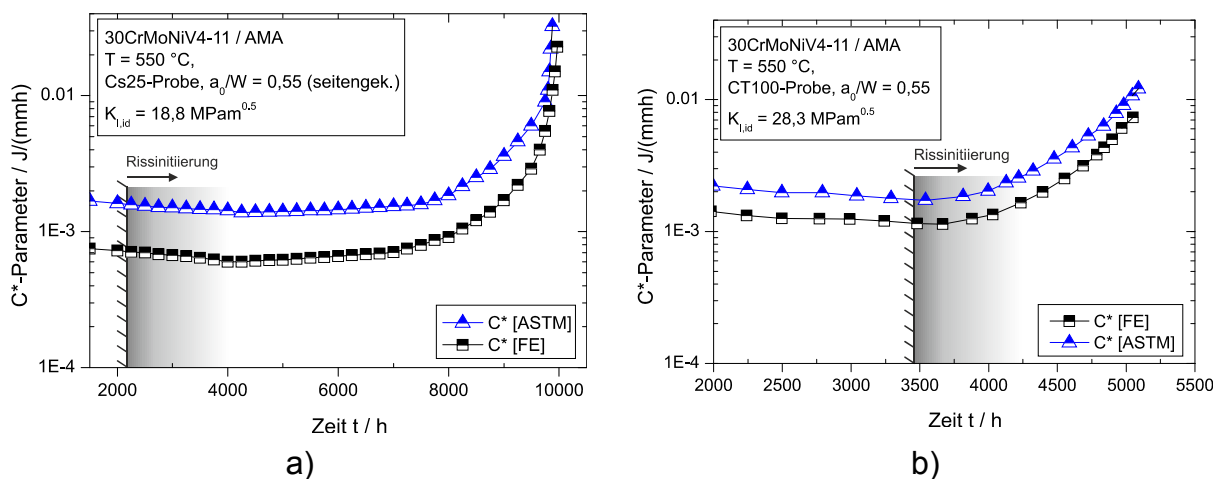 30CrMoNiV4-11 / AMA
T = 550 °C,
Cs25-Probe, a0/W = 0,55 (seitengek.)
KI,id = 18,8 MPam0.5
Rissinitiierung
C* [ASTM]
C* [FE]
C*-Parameter / J/(mmh)
0.01
1E-3
1E-4
2000 4000 6000 8000 10000
Zeit t / h
a)
30CrMoNiV4-11 / AMA
T = 550 °C,
CT100-Probe, a0/W = 0,55
KI,id = 28,3 MPam0.5
Rissinitiierung
C* [FE]
C* [ASTM]
C*-Parameter / J/(mmh)
0.01
1E-3
1E-4
2000 2500 3000 3500 4000 4500 5000 5500
Zeit t / h
b)